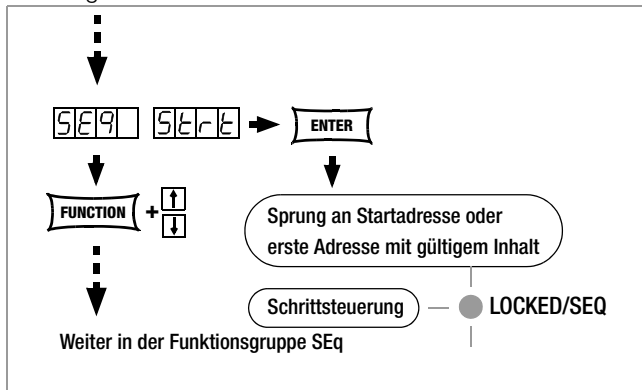 SEq Strt ENTER
FUNCTION + ↑
↓
Sprung an Startadresse oder
erste Adresse mit gültigem Inhalt
Schrittsteuerung LOCKED/SEQ
Weiter in der Funktionsgruppe SEq